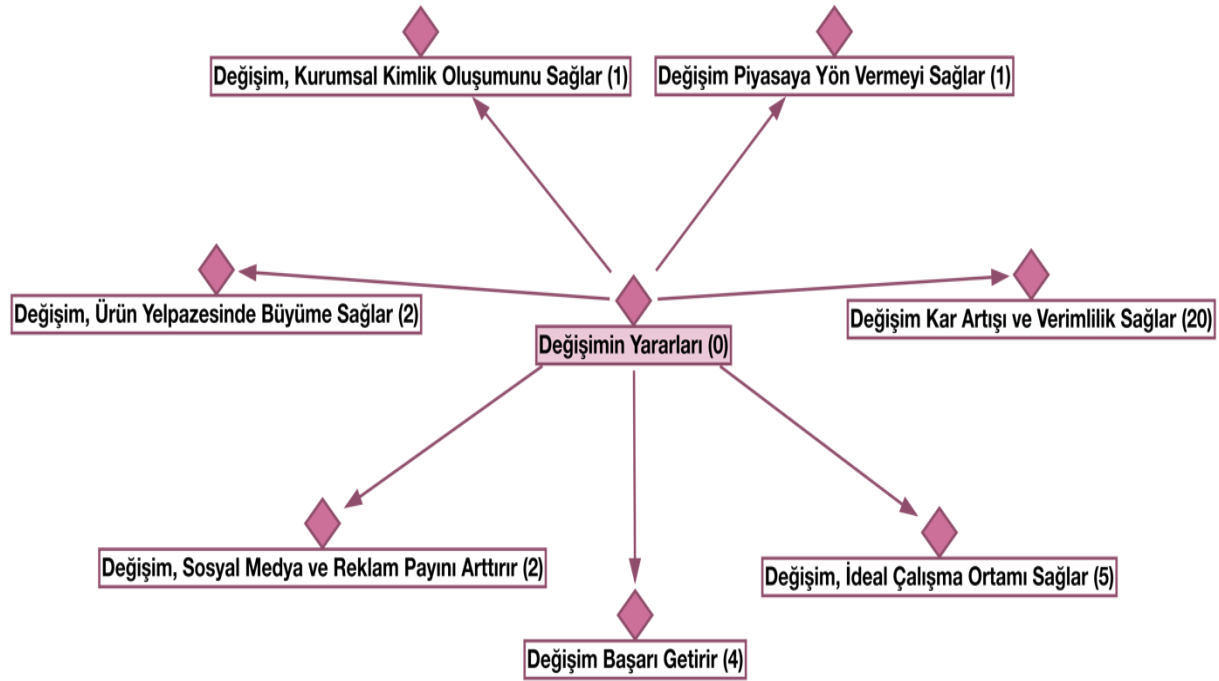 Değişim, Kurumsal Kimlik Oluşumunu Sağlar (1)
Değişim Piyasaya Yön Vermeyi Sağlar (1)
Değişim, Ürün Yelpazesinde Büyüme Sağlar (2)
Değişim Kar Artışı ve Verimlilik Sağlar (20)
Değişimin Yararları (0)
Değişim, Sosyal Medya ve Reklam Payını Arttırır (2)
Değişim, İdeal Çalışma Ortamı Sağlar (5)
Değişim Başarı Getirir (4)